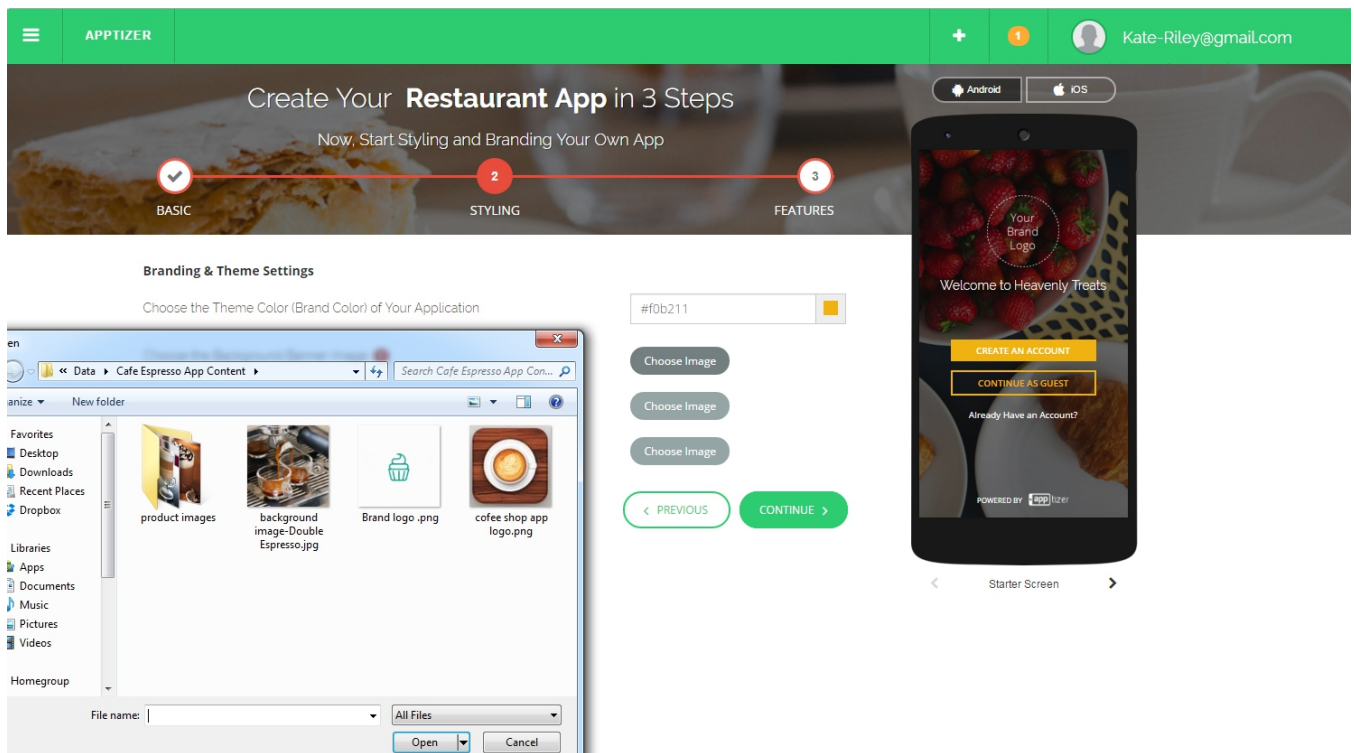 APPTIZER
1
Kate-Riley@gmail.com
Create Your Restaurant App in 3 Steps
Now, Start Styling and Branding Your Own App
2
3
BASIC
STYLING
FEATURES
Android
iOS
Your
Brand
Logo
Welcome to Heavenly Treats
CREATE AN ACCOUNT
CONTINUE AS GUEST
Already Have an Account?
POWERED BY apptizer
Starter Screen
Branding & Theme Settings
Choose the Theme Color (Brand Color) of Your Application
#f0b211
Choose the Background Banner Image
Choose Image
Choose Image
Choose Image
PREVIOUS
CONTINUE
en
« Data Cafe Espresso App Content
Search Cafe Espresso App Con...
anize
New folder
Favorites
Desktop
Downloads
Recent Places
Dropbox
Libraries
Apps
Documents
Music
Pictures
Videos
Homegroup
product images
background
image-Double
Espresso.jpg
Brand logo .png
cofee shop app
logo.png
File name:
All Files
Open
Cancel